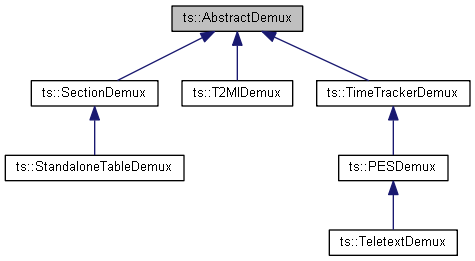 ts::AbstractDemux
ts::SectionDemux
ts::T2MIDemux
ts::TimeTrackerDemux
ts::StandaloneTableDemux
ts::PESDemux
ts::TeletextDemux